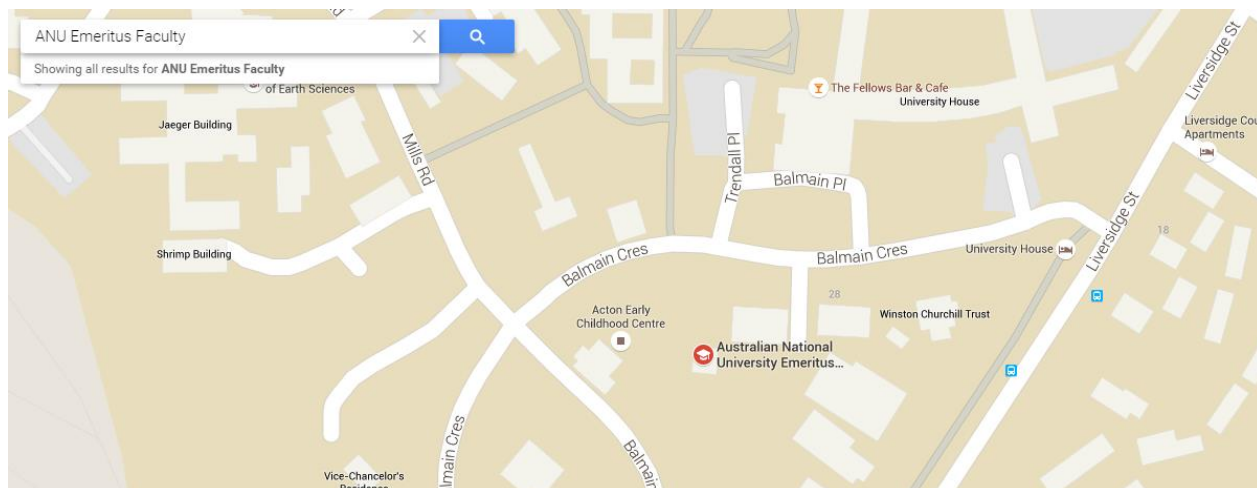 ANU Emeritus Faculty
Showing all results for ANU Emeritus Faculty
of Earth Sciences
Jaeger Building
Mills Rd
The Fellows Bar & Cafe
University House
Liversidge St
Liversidge Cou
Apartments
Trendall Pl
Balmain Pl
Shrimp Building
Balmain Cres
Balmain Cres
University House
Liversidge St
18
28
Acton Early
Childhood Centre
Winston Churchill Trust
Australian National
University Emeritus...
lmain Cres
Balmain
Vice-Chancelor's
Residence